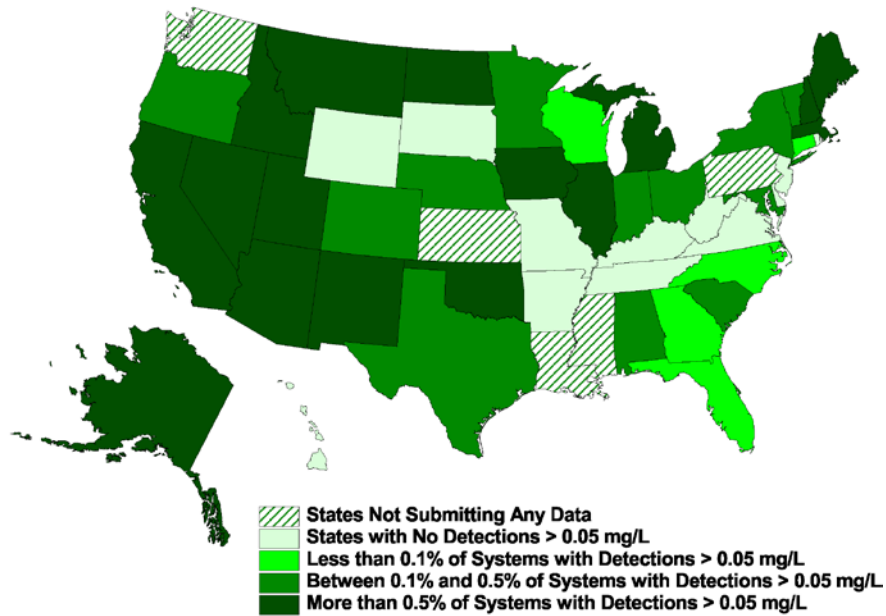 States Not Submitting Any Data
States with No Detections > 0.05 mg/L
Less than 0.1% of Systems with Detections > 0.05 mg/L
Between 0.1% and 0.5% of Systems with Detections > 0.05 mg/L
More than 0.5% of Systems with Detections > 0.05 mg/L